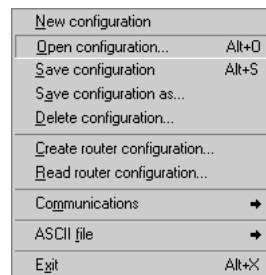 New configuration
Open configuration... Alt+O
Save configuration Alt+S
Save configuration as...
Delete configuration...
Create router configuration...
Read router configuration...
Communications
ASCII file
Exit Alt+X